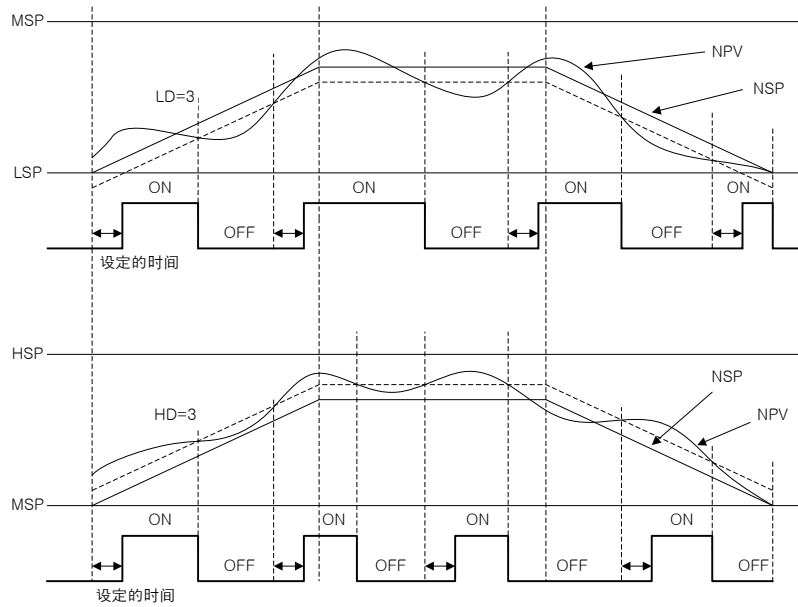 MSP
NPV
NSP
LD=3
LSP
ON ON ON ON
OFF OFF OFF
设定的时间
HSP
NSP
HD=3
NPV
MSP
ON ON ON ON
OFF OFF OFF OFF
设定的时间